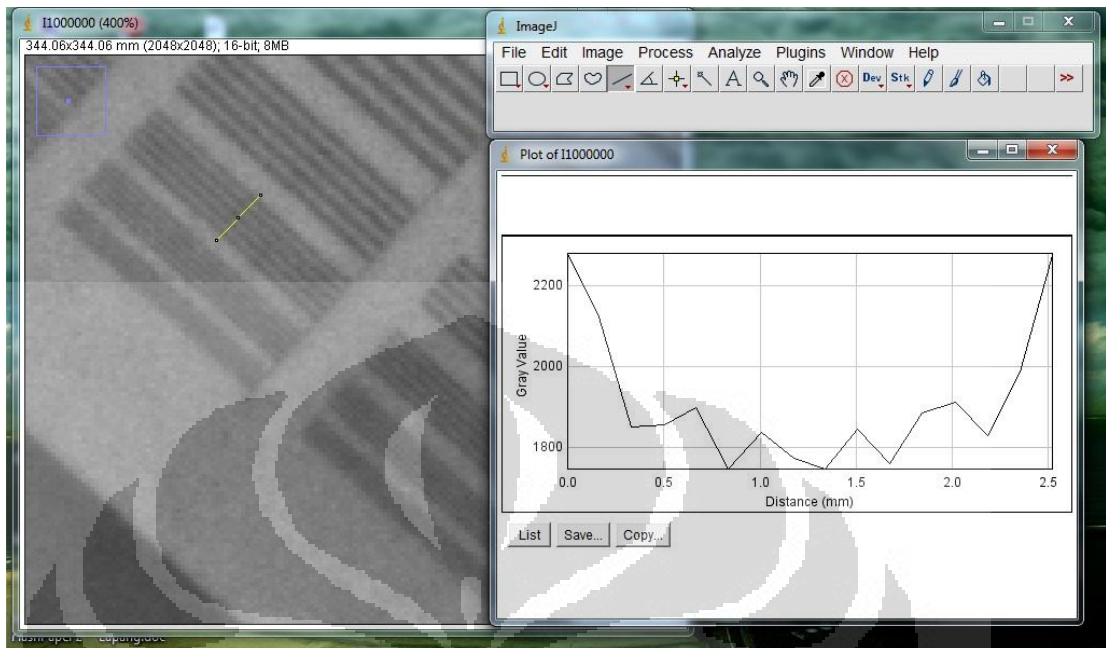 I1000000 (400%)
344.06x344.06 mm (2048x2048); 16-bit; 8MB
ImageJ
File Edit Image Process Analyze Plugins Window Help
A Dev Stk >>
Plot of I1000000
2200
2000
1800
Gray Value
0.0 0.5 1.0 1.5 2.0 2.5
Distance (mm)
List Save... Copy...